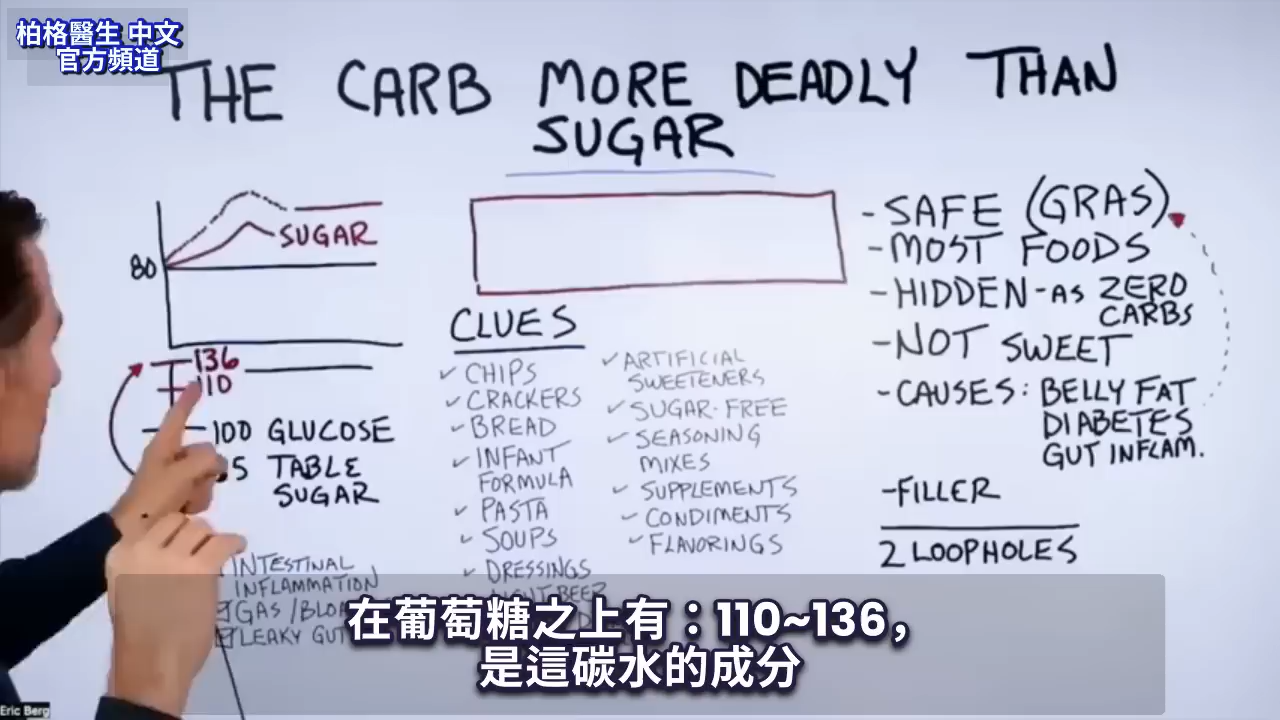 柏格醫生 中文
官方頻道
THE CARB MORE DEADLY THAN
SUGAR
SUGAR
80
136
110
100 GLUCOSE
TABLE
SUGAR
INTESTINAL
INFLAMMATION
GAS /
LEAKY GUT
CLUES
✓ CHIPS
✓ CRACKERS
✓ BREAD
✓ INFANT
FORMULA
✓ PASTA
✓ SOUPS
✓ DRESSINGS
✓ ARTIFICIAL
SWEETENERS
✓ SUGAR-FREE
✓ SEASONING
MIXES
✓ SUPPLEMENTS
✓ CONDIMENTS
✓ FLAVORINGS
- SAFE (GRAS)
- MOST FOODS
- HIDDEN - AS ZERO
CARBS
- NOT SWEET
- CAUSES: BELLY FAT
DIABETES
GUT INFLAM.
- FILLER
2 LOOPHOLES
在葡萄糖之上有：110~136，
是這碳水的成分
Eric Berg